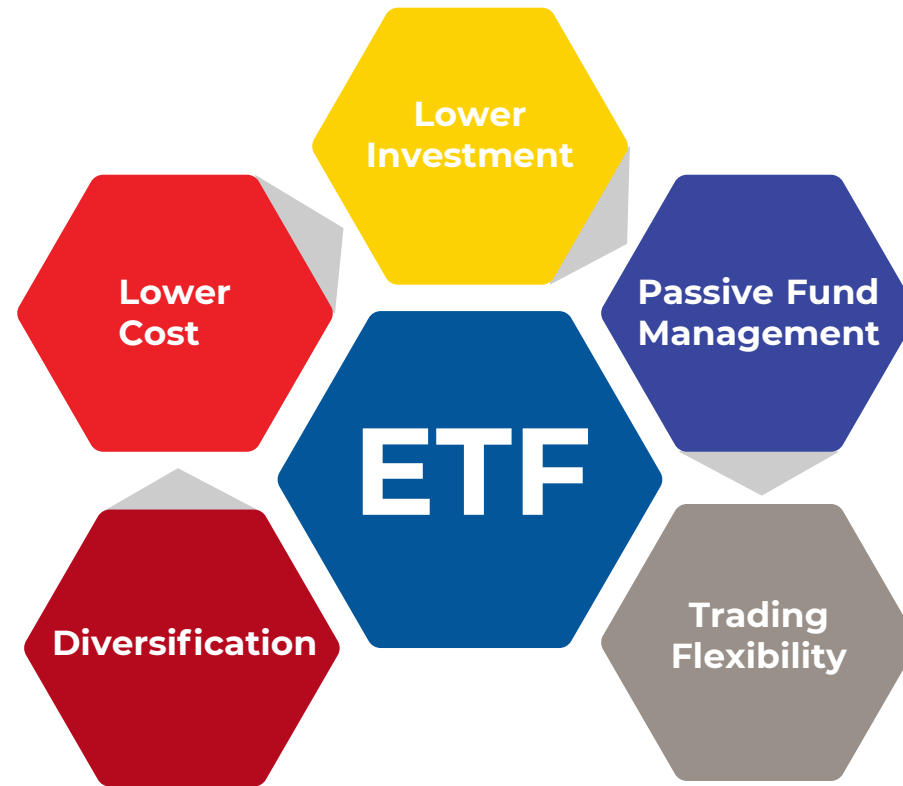 Lower
Investment
Lower
Cost
Passive Fund
Management
ETF
Diversification
Trading
Flexibility